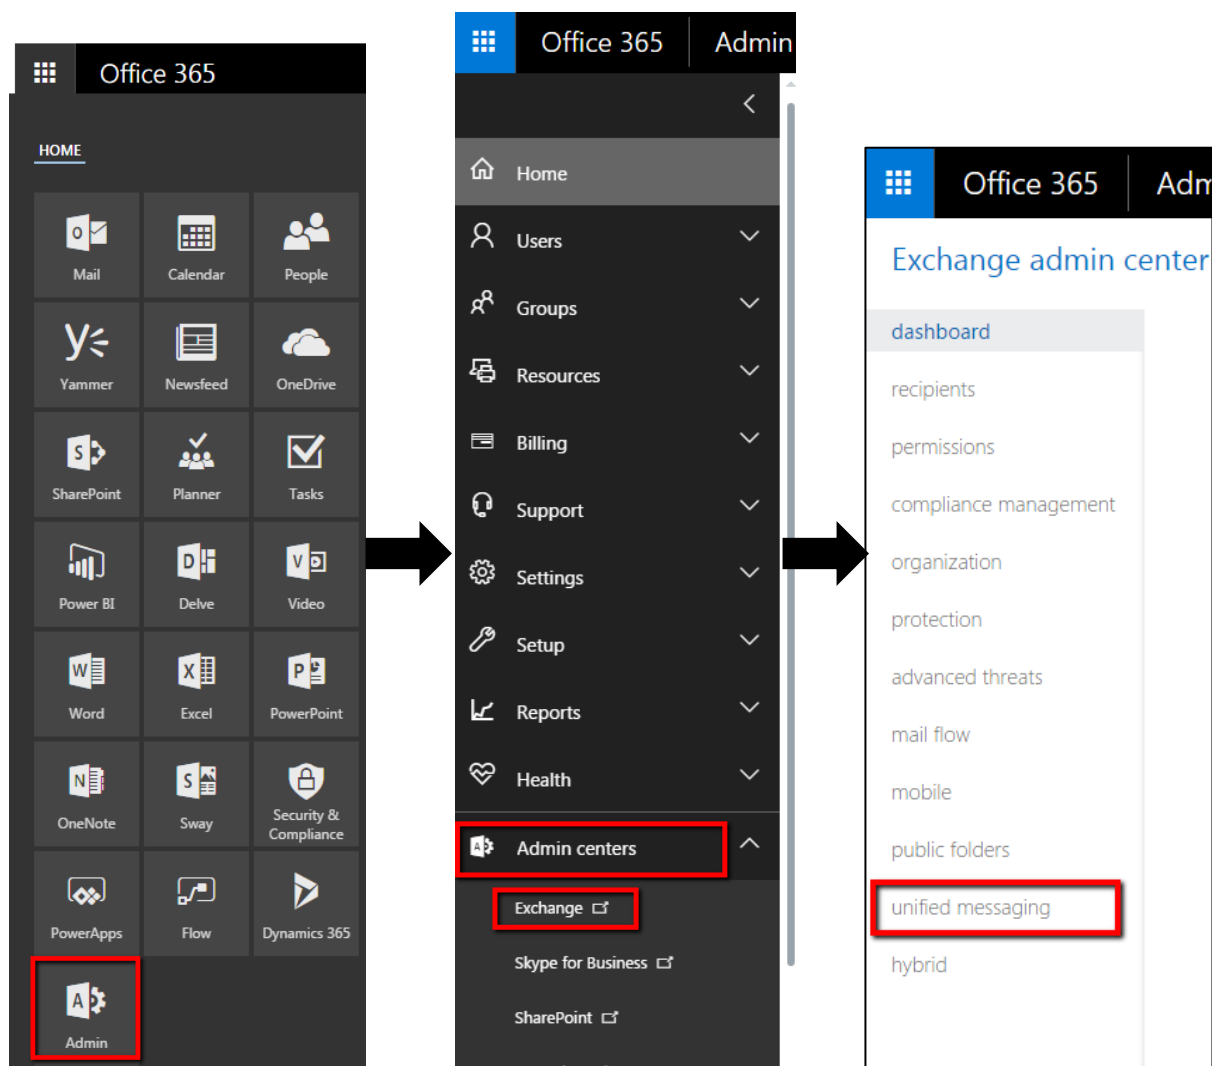 Office 365
HOME
Mail
Calendar
People
Yammer
Newsfeed
OneDrive
SharePoint
Planner
Tasks
Power BI
Delve
Video
Word
Excel
PowerPoint
OneNote
Sway
Security &
Compliance
PowerApps
Flow
Dynamics 365
Admin
Office 365
Admin
Home
Users
Groups
Resources
Billing
Support
Settings
Setup
Reports
Health
Admin centers
Exchange
Skype for Business
SharePoint
Office 365
Adm
Exchange admin center
dashboard
recipients
permissions
compliance management
organization
protection
advanced threats
mail flow
mobile
public folders
unified messaging
hybrid